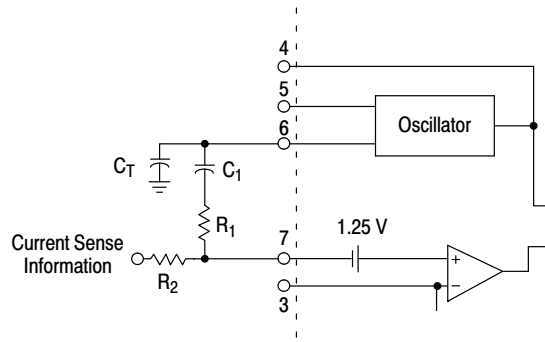 4
5
Oscillator
6
CT
C1
R1
Current Sense
Information
7
1.25 V
R2
3
+
−